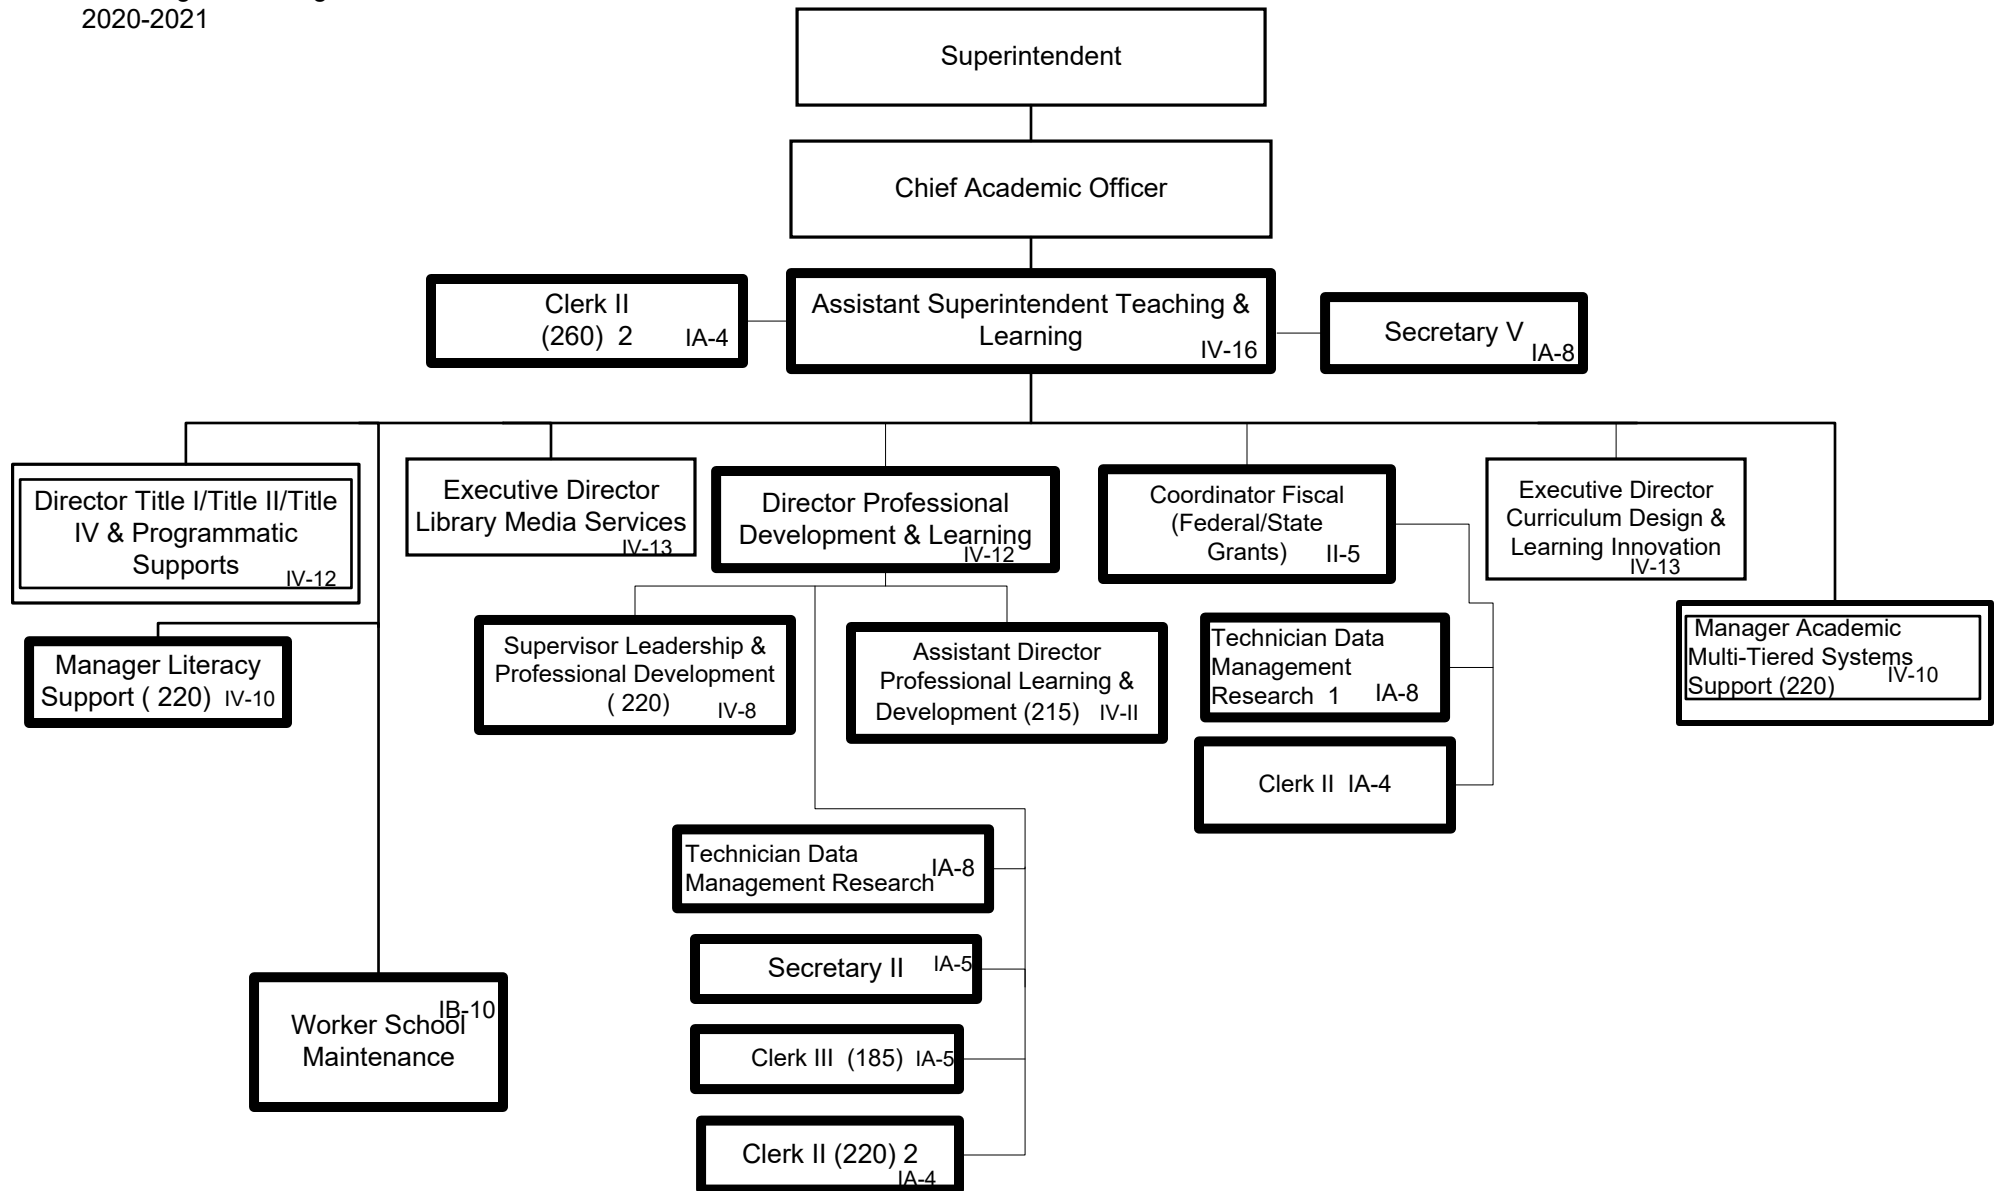 2020-2021
Superintendent
Chief Academic Officer
Clerk II
(260) 2 IA-4
Assistant Superintendent Teaching &
Learning
IV-16
Secretary V
IA-8
Director Title I/Title II/Title
IV & Programmatic
Supports
IV-12
Executive Director
Library Media Services
IV-13
Director Professional
Development & Learning
IV-12
Coordinator Fiscal
(Federal/State
Grants) II-5
Executive Director
Curriculum Design &
Learning Innovation
IV-13
Manager Literacy
Support ( 220) IV-10
Supervisor Leadership &
Professional Development
( 220) IV-8
Assistant Director
Professional Learning &
Development (215) IV-II
Technician Data
Management
Research 1 IA-8
Manager Academic
Multi-Tiered Systems
Support (220) IV-10
Clerk II IA-4
Technician Data
Management Research IA-8
Secretary II IA-5
Worker School
Maintenance
IB-10
Clerk III (185) IA-5
Clerk II (220) 2
IA-4